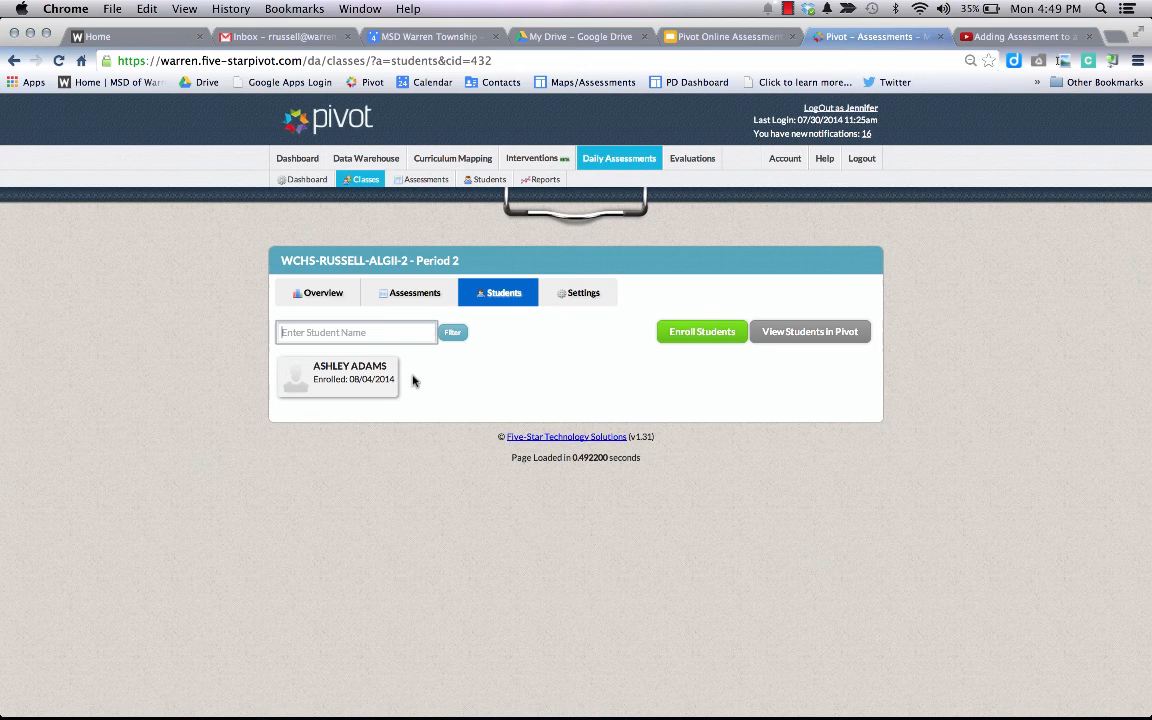 Chrome File Edit View History Bookmarks Window Help 35% Mon 4:49 PM
Home Inbox – rrussell@warren MSD Warren Township – My Drive – Google Drive Pivot Online Assessment Pivot – Assessments – M Adding Assessment to a
https://warren.five-starpivot.com/da/classes/?a=students&cid=432
Apps Home | MSD of Warr Drive Google Apps Login Pivot Calendar Contacts Maps/Assessments PD Dashboard Click to learn more... Twitter » Other Bookmarks
pivot
LogOut as Jennifer
Last Login: 07/30/2014 11:25am
You have new notifications: 16
Dashboard Data Warehouse Curriculum Mapping Interventions Daily Assessments Evaluations Account Help Logout
Dashboard Classes Assessments Students Reports
WCHS-RUSSELL-ALGII-2 - Period 2
Overview Assessments Students Settings
Enter Student Name Filter Enroll Students View Students in Pivot
ASHLEY ADAMS
Enrolled: 08/04/2014
© Five-Star Technology Solutions (v1.31)
Page Loaded in 0.492200 seconds